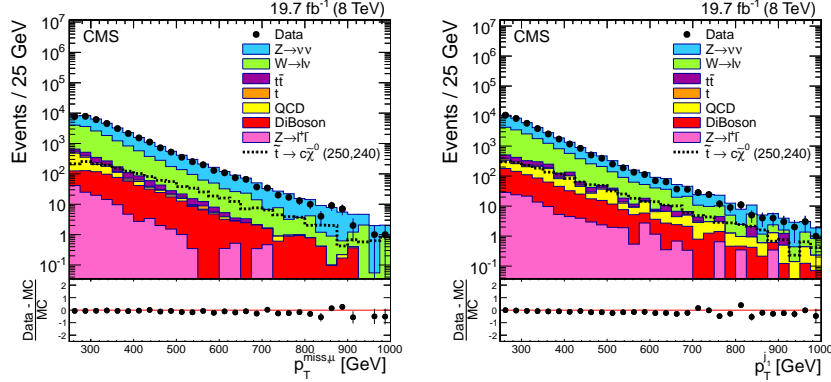 19.7 fb⁻¹ (8 TeV)
CMS
Data
Z→νν
W→lν
tt̄
t
QCD
DiBoson
Z→l⁺l⁻
t̃ → cχ̃⁰ (250,240)
Events / 25 GeV
10⁷
10⁶
10⁵
10⁴
10³
10²
10
1
10⁻¹
Data - MC
MC
2
1
0
-1
-2
300 400 500 600 700 800 900 1000
p_T^{miss,μ} [GeV]
19.7 fb⁻¹ (8 TeV)
CMS
Data
Z→νν
W→lν
tt̄
t
QCD
DiBoson
Z→l⁺l⁻
t̃ → cχ̃⁰ (250,240)
Events / 25 GeV
10⁷
10⁶
10⁵
10⁴
10³
10²
10
1
10⁻¹
Data - MC
MC
2
1
0
-1
-2
300 400 500 600 700 800 900 1000
p_T^{j₁} [GeV]